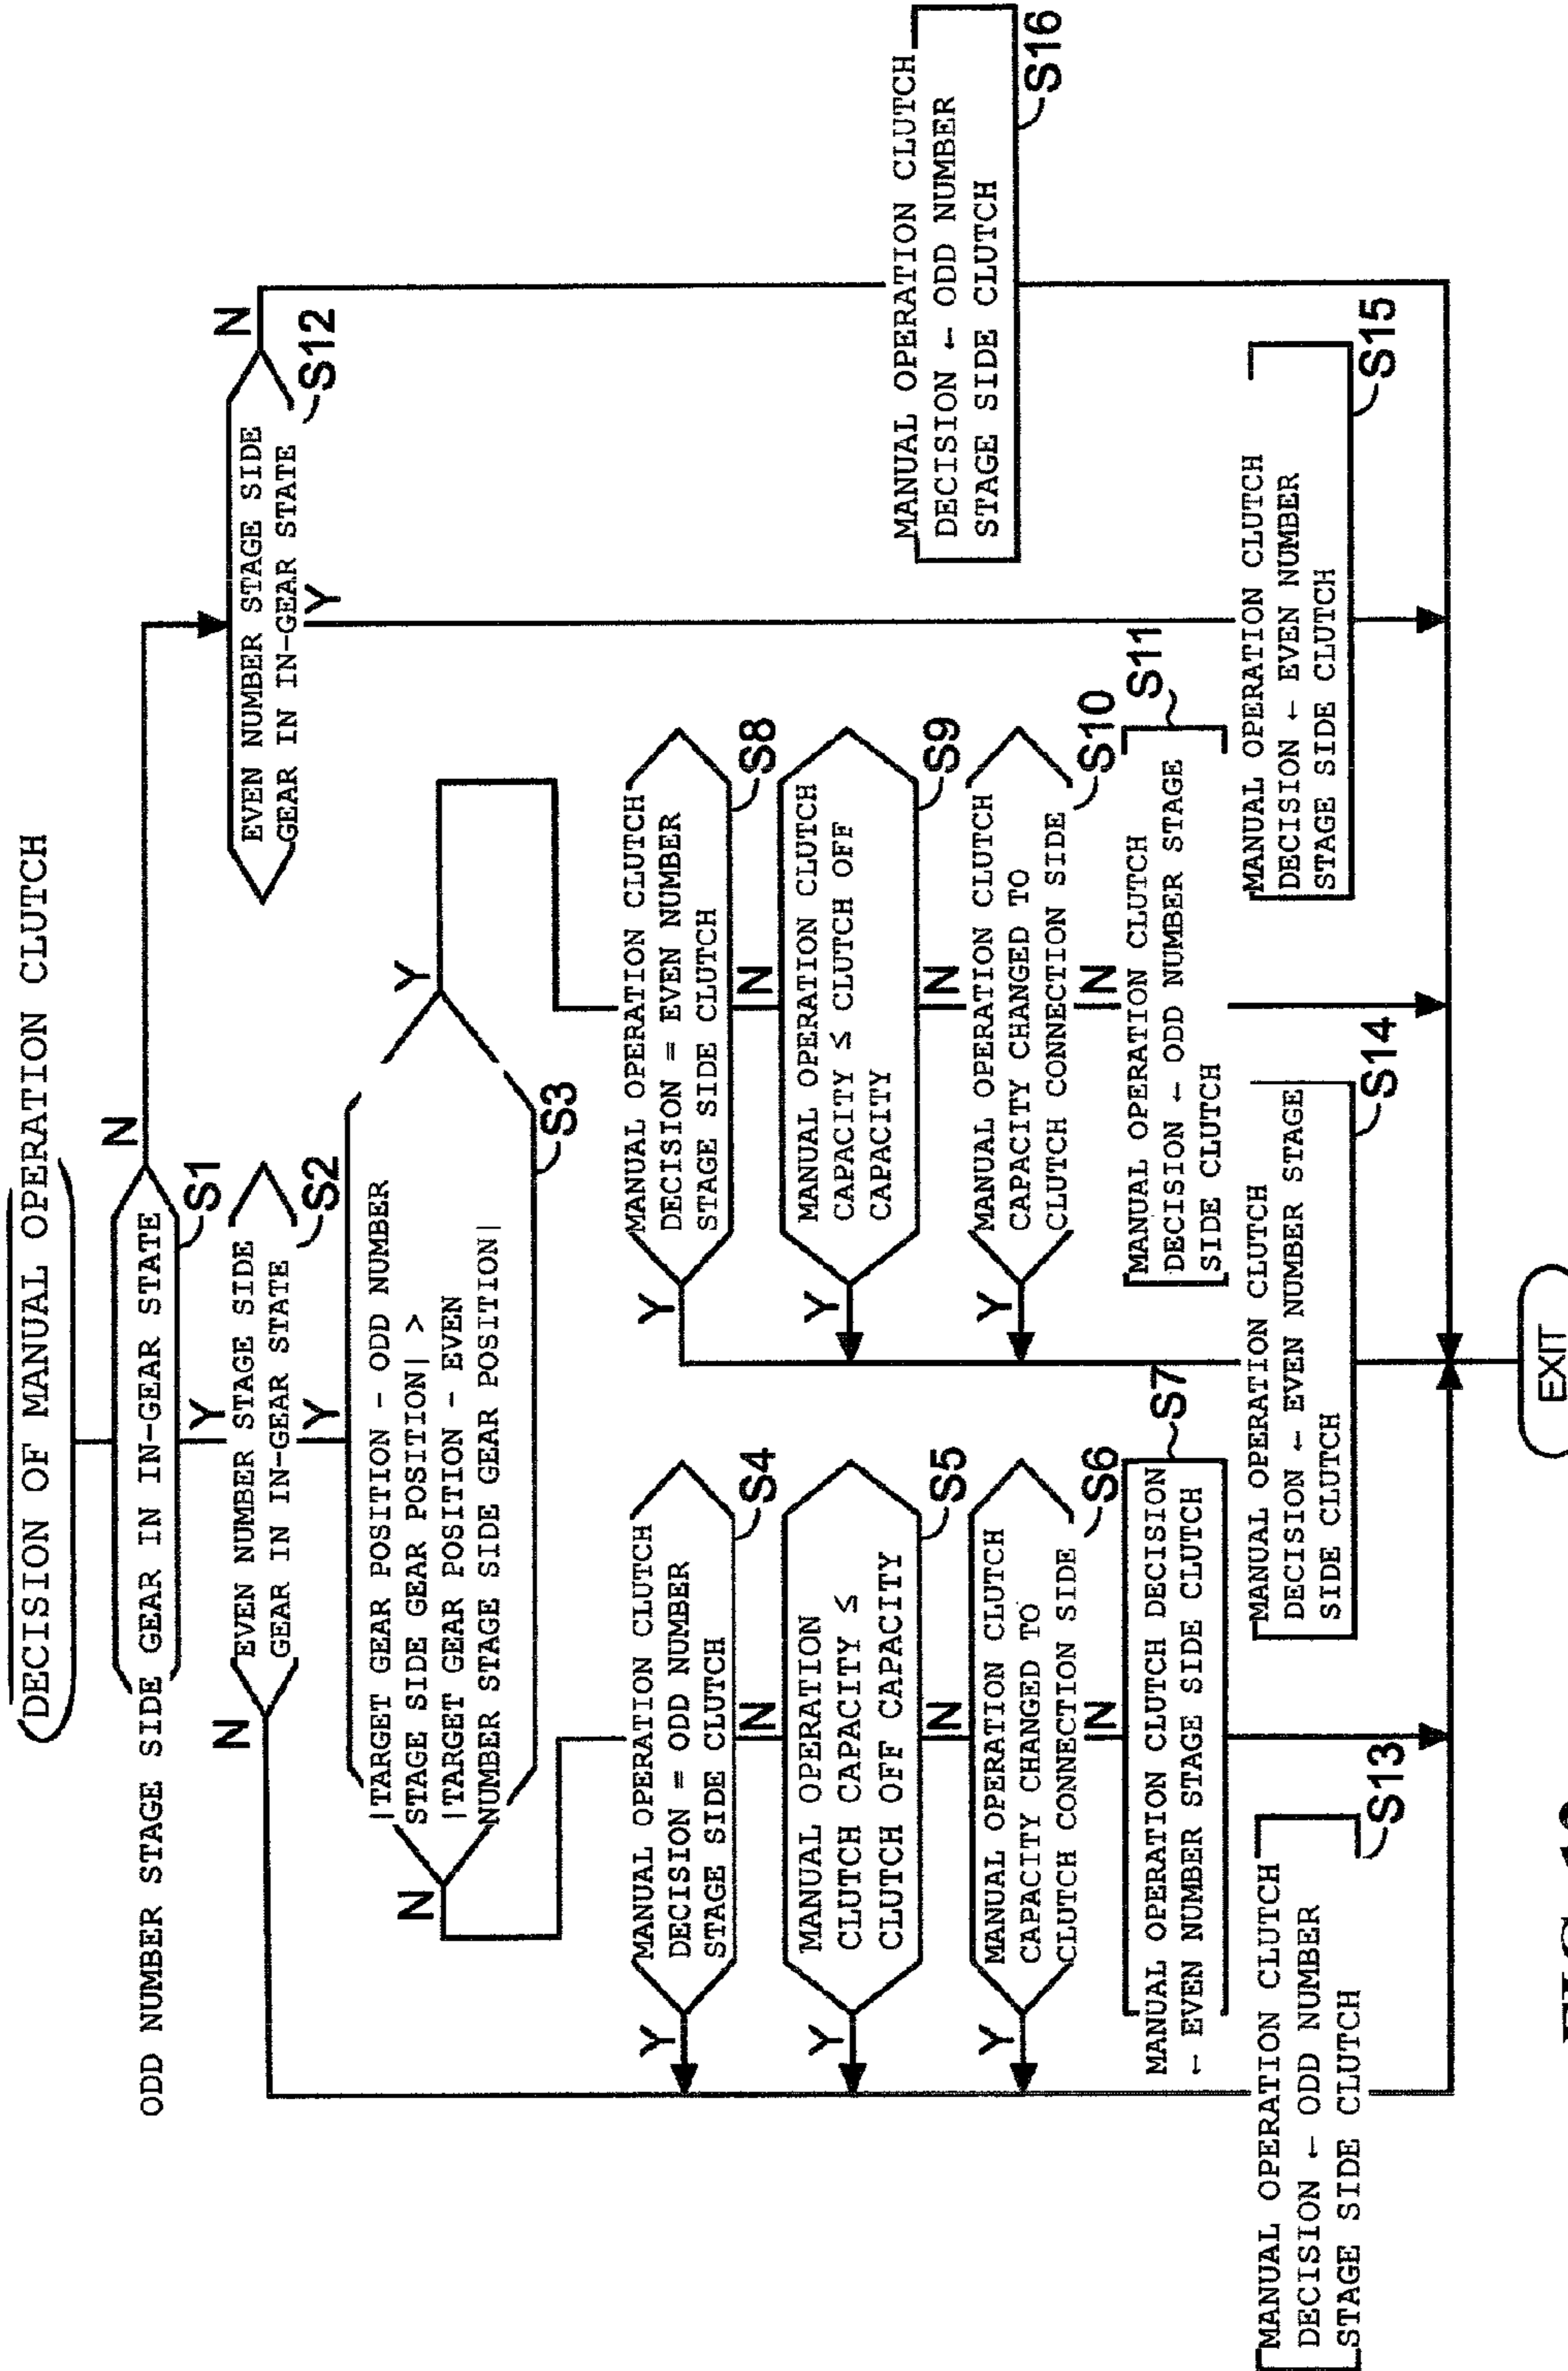 DECISION OF MANUAL OPERATION CLUTCH
ODD NUMBER STAGE SIDE GEAR IN IN-GEAR STATE
S1
N
Y
EVEN NUMBER STAGE SIDE
GEAR IN IN-GEAR STATE
S2
N
Y
EVEN NUMBER STAGE SIDE
GEAR IN IN-GEAR STATE
S12
N
Y
|TARGET GEAR POSITION - ODD NUMBER
STAGE SIDE GEAR POSITION| >
|TARGET GEAR POSITION - EVEN
NUMBER STAGE SIDE GEAR POSITION|
S3
N
Y
MANUAL OPERATION CLUTCH
DECISION = ODD NUMBER
STAGE SIDE CLUTCH
S4
Y
N
MANUAL OPERATION
CLUTCH CAPACITY ≤
CLUTCH OFF CAPACITY
S5
Y
N
MANUAL OPERATION CLUTCH
CAPACITY CHANGED TO
CLUTCH CONNECTION SIDE
S6
Y
N
MANUAL OPERATION CLUTCH DECISION
← EVEN NUMBER STAGE SIDE CLUTCH
S7
MANUAL OPERATION CLUTCH
DECISION = EVEN NUMBER
STAGE SIDE CLUTCH
S8
Y
N
MANUAL OPERATION CLUTCH
CAPACITY ≤ CLUTCH OFF
CAPACITY
S9
Y
N
MANUAL OPERATION CLUTCH
CAPACITY CHANGED TO
CLUTCH CONNECTION SIDE
S10
Y
N
MANUAL OPERATION CLUTCH
DECISION ← ODD NUMBER STAGE
SIDE CLUTCH
S11
MANUAL OPERATION CLUTCH
DECISION ← ODD NUMBER
STAGE SIDE CLUTCH
S16
MANUAL OPERATION CLUTCH
DECISION ← ODD NUMBER
STAGE SIDE CLUTCH
S13
MANUAL OPERATION CLUTCH
DECISION ← EVEN NUMBER STAGE
SIDE CLUTCH
S14
MANUAL OPERATION CLUTCH
DECISION ← EVEN NUMBER
STAGE SIDE CLUTCH
S15
EXIT